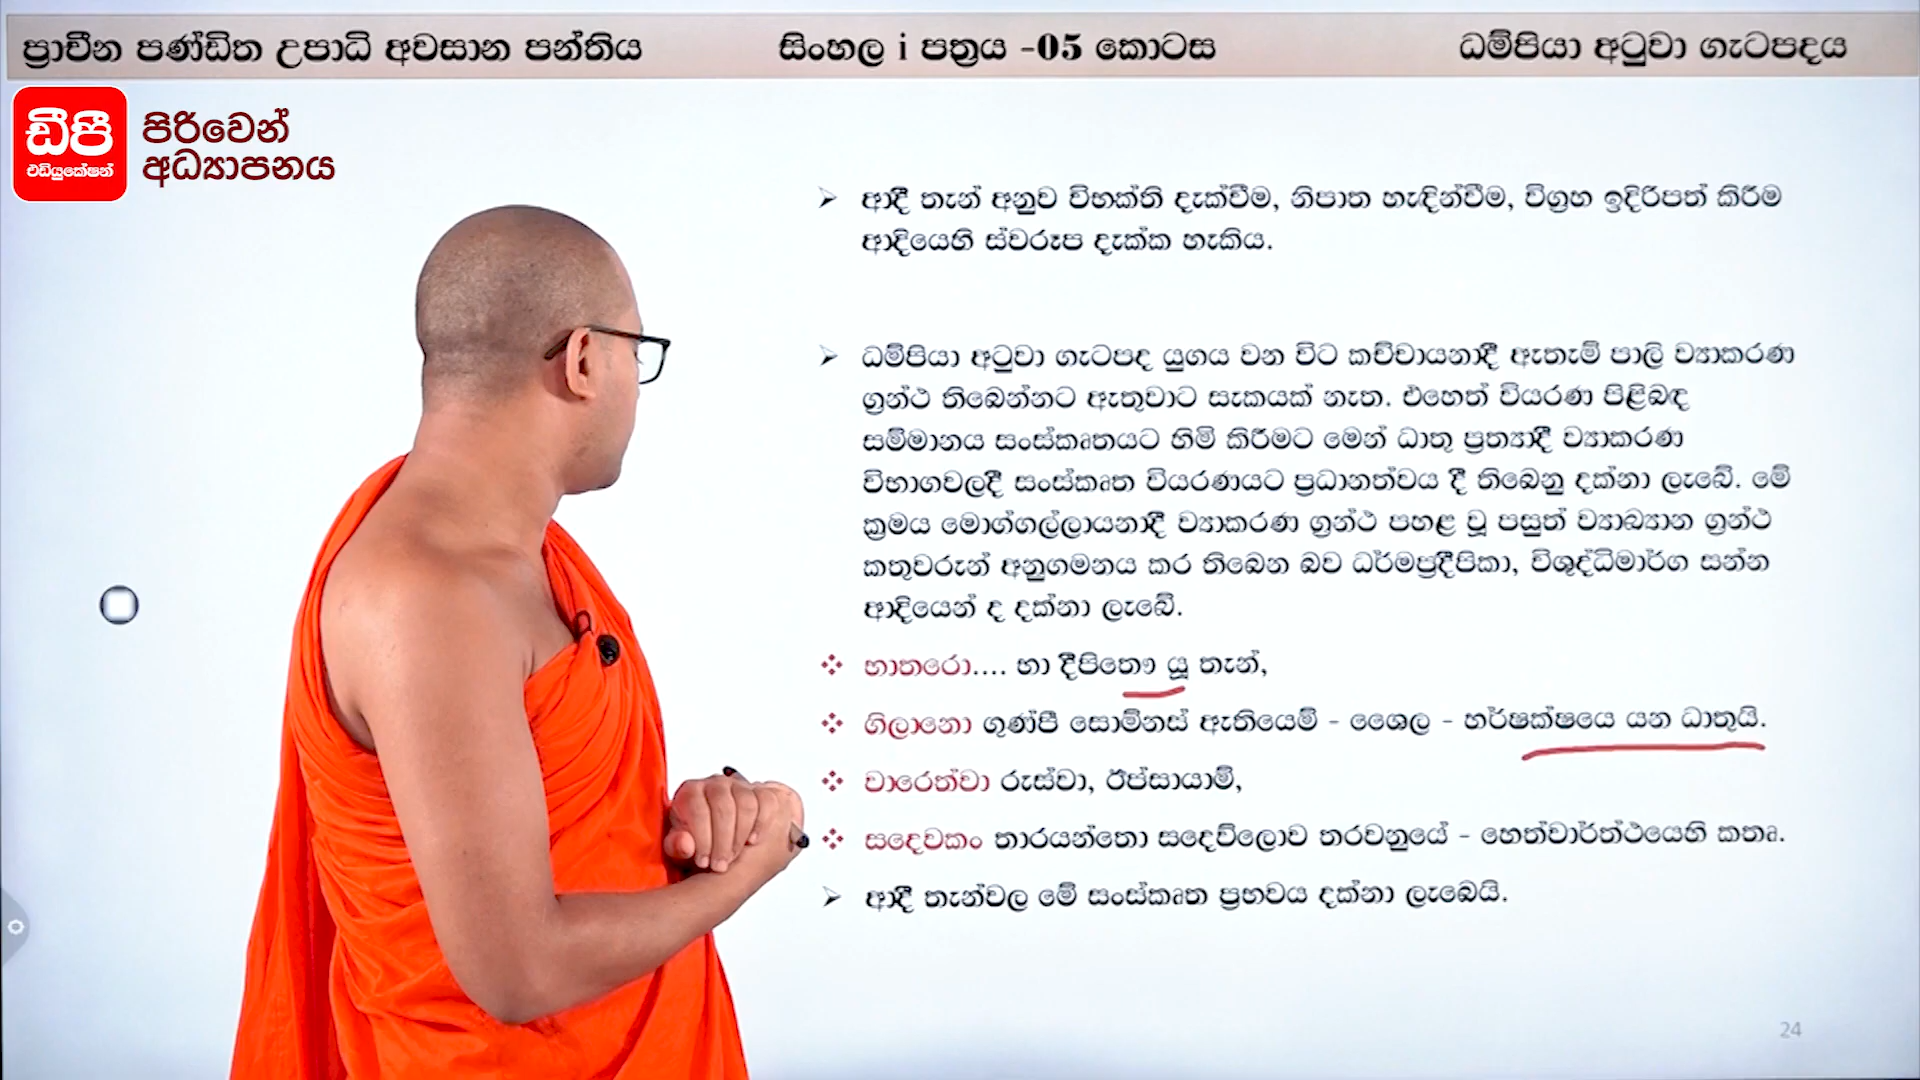 ප්‍රාචීන පණ්ඩිත උපාධි අවසාන පන්තිය
සිංහල i පත්‍රය -05 කොටස
ධම්පියා අටුවා ගැටපදය
ඩීපී
එඩියුකේෂන්
පිරිවෙන්
අධ්‍යාපනය
ආදී තැන් අනුව විභක්ති දැක්වීම, නිපාත හැඳින්වීම, විග්‍රහ ඉදිරිපත් කිරීම
ආදියෙහි ස්වරූප දැක්ක හැකිය.
ධම්පියා අටුවා ගැටපද යුගය වන විට කච්චායනාදී ඇතැම් පාලි ව්‍යාකරණ
ග්‍රන්ථ තිබෙන්නට ඇතුවාට සැකයක් නැත. එහෙත් වියරණ පිළිබඳ
සම්මානය සංස්කෘතයට හිමි කිරීමට මෙන් ධාතු ප්‍රත්‍යාදී ව්‍යාකරණ
විභාගවලදී සංස්කෘත වියරණයට ප්‍රධානත්වය දී තිබෙනු දක්නා ලැබේ. මේ
ක්‍රමය මොග්ගල්ලායනාදී ව්‍යාකරණ ග්‍රන්ථ පහළ වූ පසුත් ව්‍යාඛ්‍යාන ග්‍රන්ථ
කතුවරුන් අනුගමනය කර තිබෙන බව ධර්මප්‍රදීපිකා, විශුද්ධිමාර්ග සන්න
ආදියෙන් ද දක්නා ලැබේ.
භාතරො.... භා දීපිතෞ යූ තැන්,
ගිලානො ගුණ්පී සොම්නස් ඇතියෙම් - ශෛල - හර්ෂක්ෂයෙ යන ධාතුයි.
වාරෙත්වා රුස්වා, ඊප්සායාම්,
සදෙවකං තාරයන්තො සදෙව්ලොව තරවනුයේ - හෙත්වාර්ත්ථයෙහි කතෘ.
ආදී තැන්වල මේ සංස්කෘත ප්‍රභවය දක්නා ලැබෙයි.
24